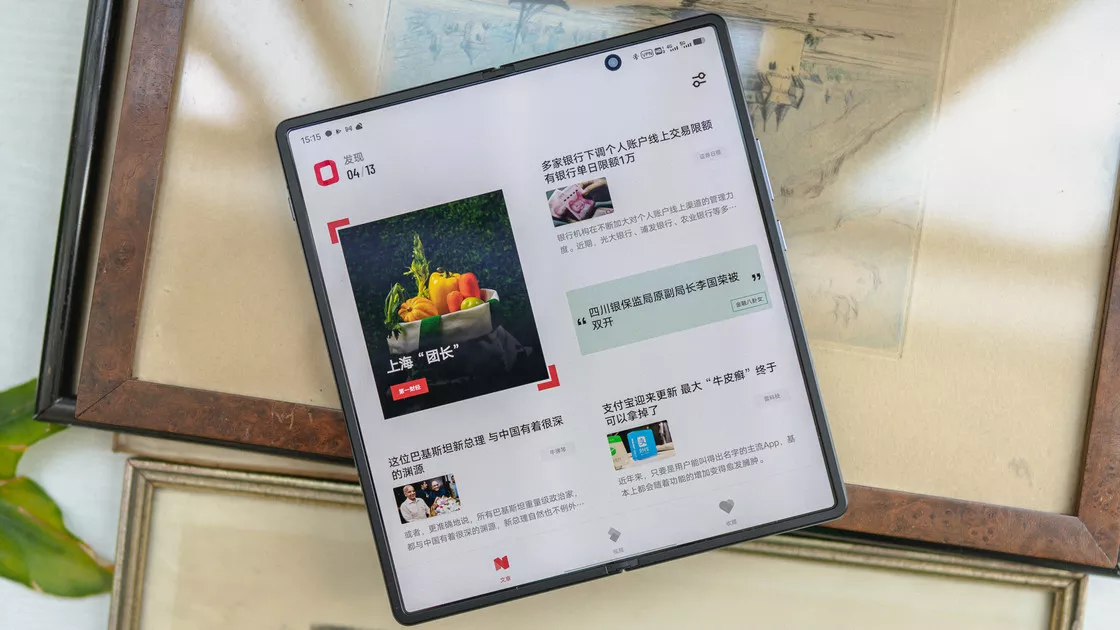 15:15
VPN
4G
5G
发现
04/13
上海“团长”
第一财经
这位巴基斯坦新总理 与中国有着很深
的渊源
牛弹琴
或者，更准确地说，所有巴基斯坦重量级政治家，
都与中国有着很深的渊源，新总理自然也不例外…
多家银行下调个人账户线上交易限额
有银行单日限额1万
证券日报
银行机构在不断加大对个人账户线上渠道的管理力
度。近期，光大银行、浦发银行、农业银行等多…
“四川银保监局原副局长李国荣被”
双开
金融八卦女
支付宝迎来更新 最大“牛皮癣”终于
可以拿掉了
雷科技
近年来，只要是用户能叫得出名字的主流App，基
本上都会随着功能的增加变得愈发臃肿。
文章
收藏